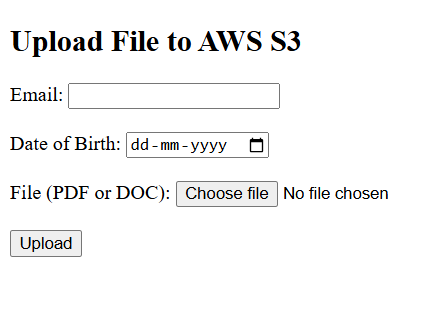 Upload File to AWS S3
Email:
Date of Birth: dd-mm-yyyy
File (PDF or DOC): Choose file No file chosen
Upload